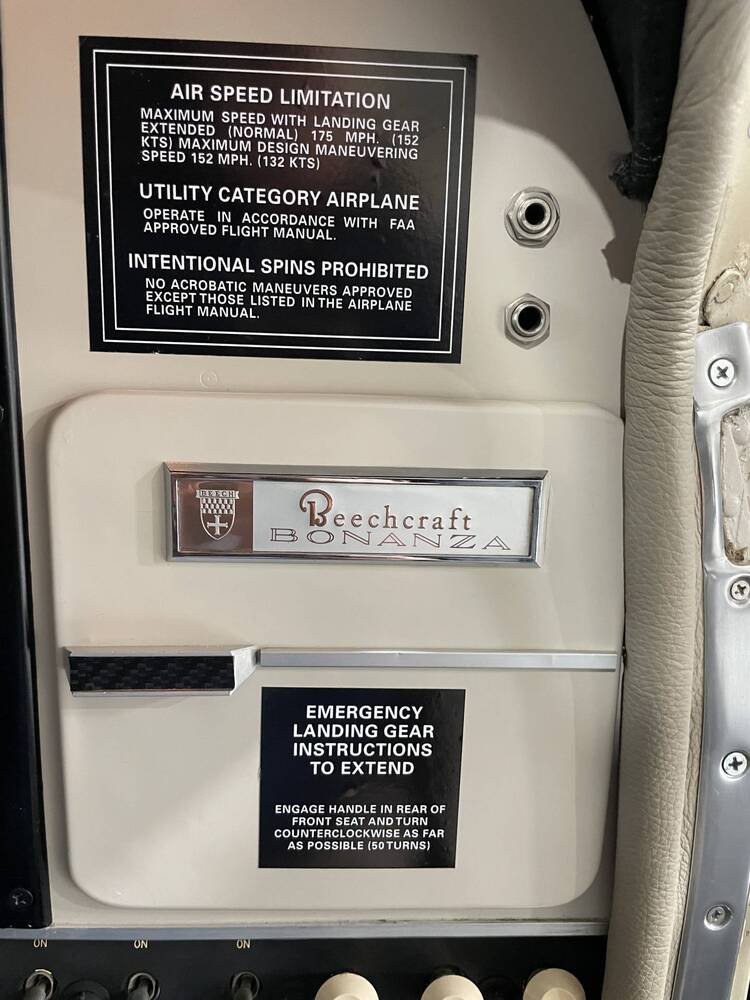 AIR SPEED LIMITATION
MAXIMUM SPEED WITH LANDING GEAR
EXTENDED (NORMAL) 175 MPH. (152
KTS) MAXIMUM DESIGN MANEUVERING
SPEED 152 MPH. (132 KTS)
UTILITY CATEGORY AIRPLANE
OPERATE IN ACCORDANCE WITH FAA
APPROVED FLIGHT MANUAL.
INTENTIONAL SPINS PROHIBITED
NO ACROBATIC MANEUVERS APPROVED
EXCEPT THOSE LISTED IN THE AIRPLANE
FLIGHT MANUAL.
BEECH
Beechcraft
BONANZA
EMERGENCY
LANDING GEAR
INSTRUCTIONS
TO EXTEND
ENGAGE HANDLE IN REAR OF
FRONT SEAT AND TURN
COUNTERCLOCKWISE AS FAR
AS POSSIBLE (50 TURNS)
ON ON ON